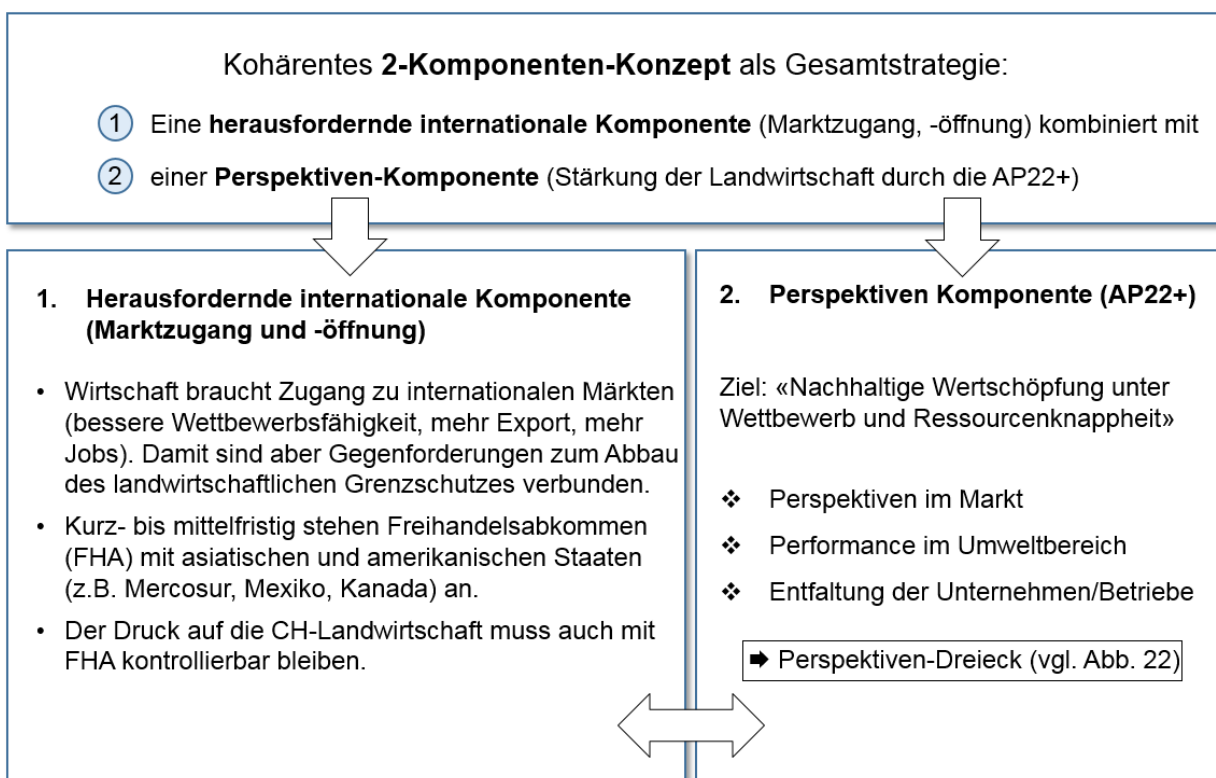 Kohärentes 2-Komponenten-Konzept als Gesamtstrategie:
1 Eine herausfordernde internationale Komponente (Marktzugang, -öffnung) kombiniert mit
2 einer Perspektiven-Komponente (Stärkung der Landwirtschaft durch die AP22+)
1. Herausfordernde internationale Komponente
(Marktzugang und -öffnung)
• Wirtschaft braucht Zugang zu internationalen Märkten
(bessere Wettbewerbsfähigkeit, mehr Export, mehr
Jobs). Damit sind aber Gegenforderungen zum Abbau
des landwirtschaftlichen Grenzschutzes verbunden.
• Kurz- bis mittelfristig stehen Freihandelsabkommen
(FHA) mit asiatischen und amerikanischen Staaten
(z.B. Mercosur, Mexiko, Kanada) an.
• Der Druck auf die CH-Landwirtschaft muss auch mit
FHA kontrollierbar bleiben.
2. Perspektiven Komponente (AP22+)
Ziel: «Nachhaltige Wertschöpfung unter
Wettbewerb und Ressourcenknappheit»
❖ Perspektiven im Markt
❖ Performance im Umweltbereich
❖ Entfaltung der Unternehmen/Betriebe
➡ Perspektiven-Dreieck (vgl. Abb. 22)